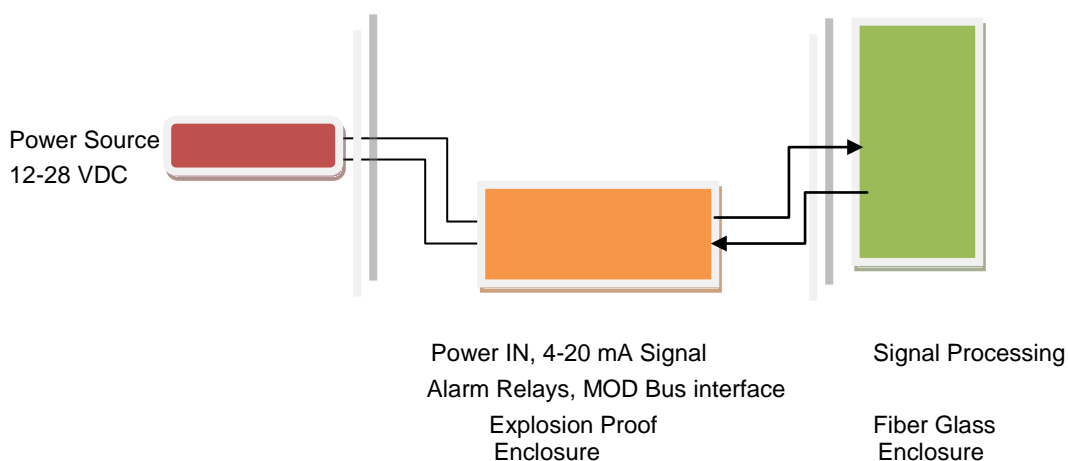 Power Source
12-28 VDC
Power IN, 4-20 mA Signal
Alarm Relays, MOD Bus interface
Explosion Proof
Enclosure
Signal Processing
Fiber Glass
Enclosure